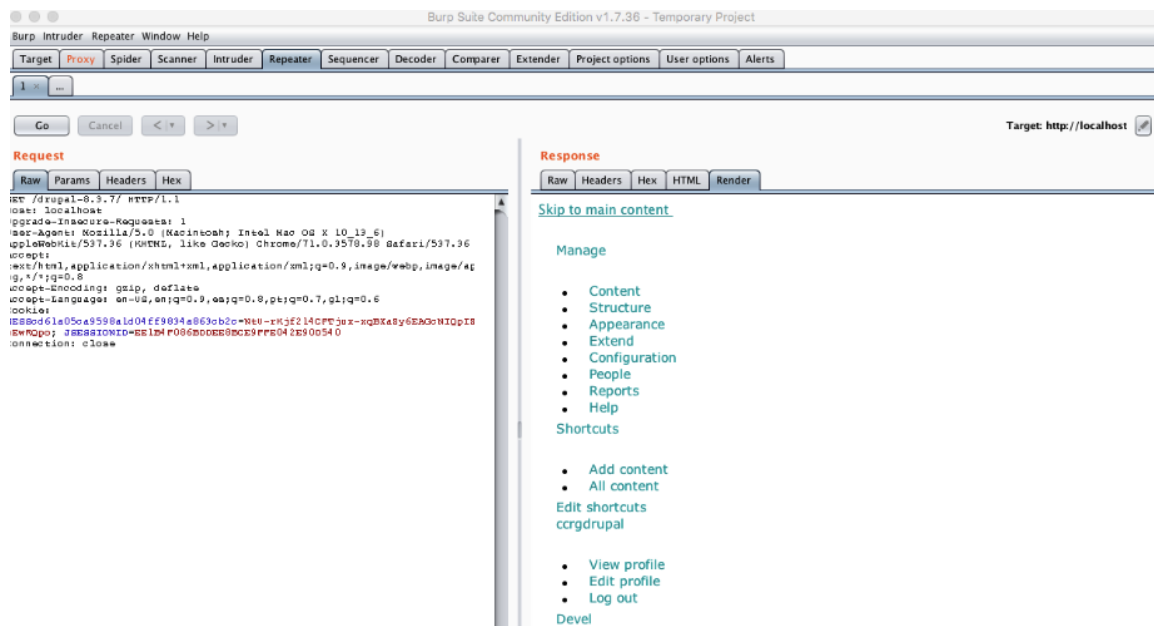 Burp Suite Community Edition v1.7.36 - Temporary Project
Burp Intruder Repeater Window Help
Target Proxy Spider Scanner Intruder Repeater Sequencer Decoder Comparer Extender Project options User options Alerts
1 × ...
Go Cancel < > Target: http://localhost
Request
Raw Params Headers Hex
GET /drupal-8.3.7/ HTTP/1.1
Host: localhost
Upgrade-Insecure-Requests: 1
User-Agent: Mozilla/5.0 (Macintosh; Intel Mac OS X 10_13_6)
AppleWebKit/537.36 (KHTML, like Gecko) Chrome/71.0.3578.98 Safari/537.36
Accept:
text/html,application/xhtml+xml,application/xml;q=0.9,image/webp,image/ap
ng,*/*;q=0.8
Accept-Encoding: gzip, deflate
Accept-Language: en-US,en;q=0.9,es;q=0.8,pt;q=0.7,gl;q=0.6
Cookie:
Connection: close
Response
Raw Headers Hex HTML Render
Skip to main content
Manage
Content
Structure
Appearance
Extend
Configuration
People
Reports
Help
Shortcuts
Add content
All content
Edit shortcuts
ccrgdrupal
View profile
Edit profile
Log out
Devel